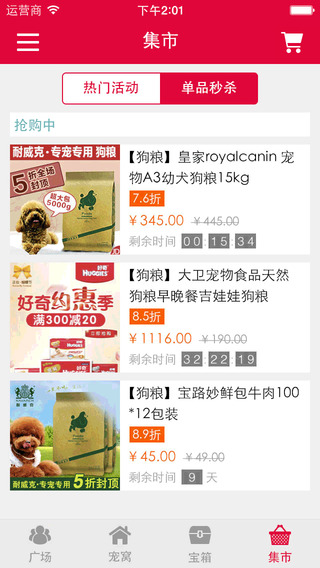 运营商 下午2:01
集市
热门活动 单品秒杀
抢购中
耐威克·专宠专用 狗粮
5折全场封顶
超大包
5000g
【狗粮】皇家royalcanin 宠
物A3幼犬狗粮15kg
7.6折
¥ 345.00 ¥ 445.00
剩余时间 00:15:34
HUGGIES
好奇约惠季
满300减20
【狗粮】大卫宠物食品天然
狗粮早晚餐吉娃娃狗粮
8.5折
¥ 1116.00 ¥ 190.00
剩余时间 32:22:19
耐威克·专宠专用狗粮5折封顶
【狗粮】宝路妙鲜包牛肉100
*12包装
8.9折
¥ 45.00 ¥ 49.00
剩余时间 9 天
广场 宠窝 宝箱 集市